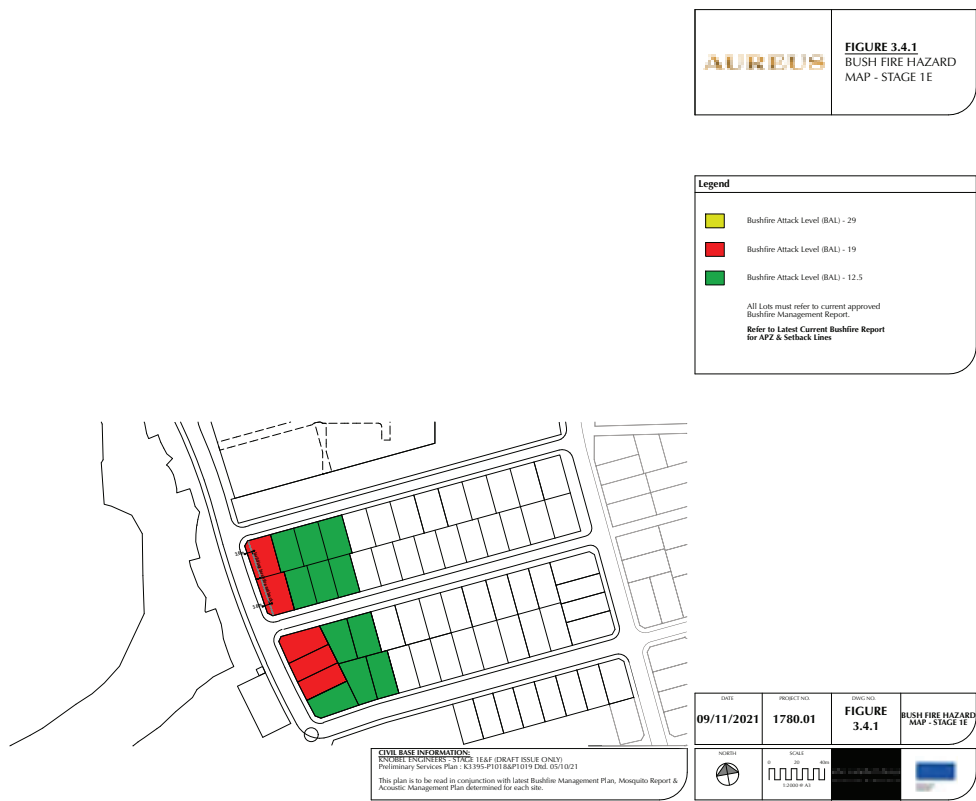 AUREUS
FIGURE 3.4.1
BUSH FIRE HAZARD
MAP - STAGE 1E
Legend
Bushfire Attack Level (BAL) - 29
Bushfire Attack Level (BAL) - 19
Bushfire Attack Level (BAL) - 12.5
All Lots must refer to current approved
Bushfire Management Report.
Refer to Latest Current Bushfire Report
for APZ & Setback Lines
CIVIL BASE INFORMATION:
KNOBEL ENGINEERS - STAGE 1E&F (DRAFT ISSUE ONLY)
Preliminary Services Plan : K3395-P1018&P1019 Dtd. 05/10/21
This plan is to be read in conjunction with latest Bushfire Management Plan, Mosquito Report &
Acoustic Management Plan determined for each site.
DATE
09/11/2021
PROJECT NO.
1780.01
DWG NO.
FIGURE
3.4.1
BUSH FIRE HAZARD
MAP - STAGE 1E
NORTH
SCALE
0 20 40m
1:2000 @ A3